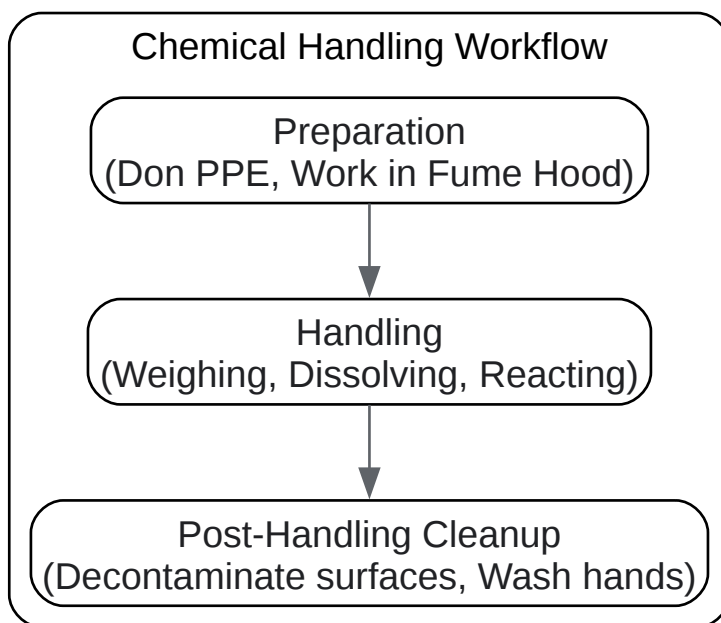 Chemical Handling Workflow
Preparation
(Don PPE, Work in Fume Hood)
Handling
(Weighing, Dissolving, Reacting)
Post-Handling Cleanup
(Decontaminate surfaces, Wash hands)